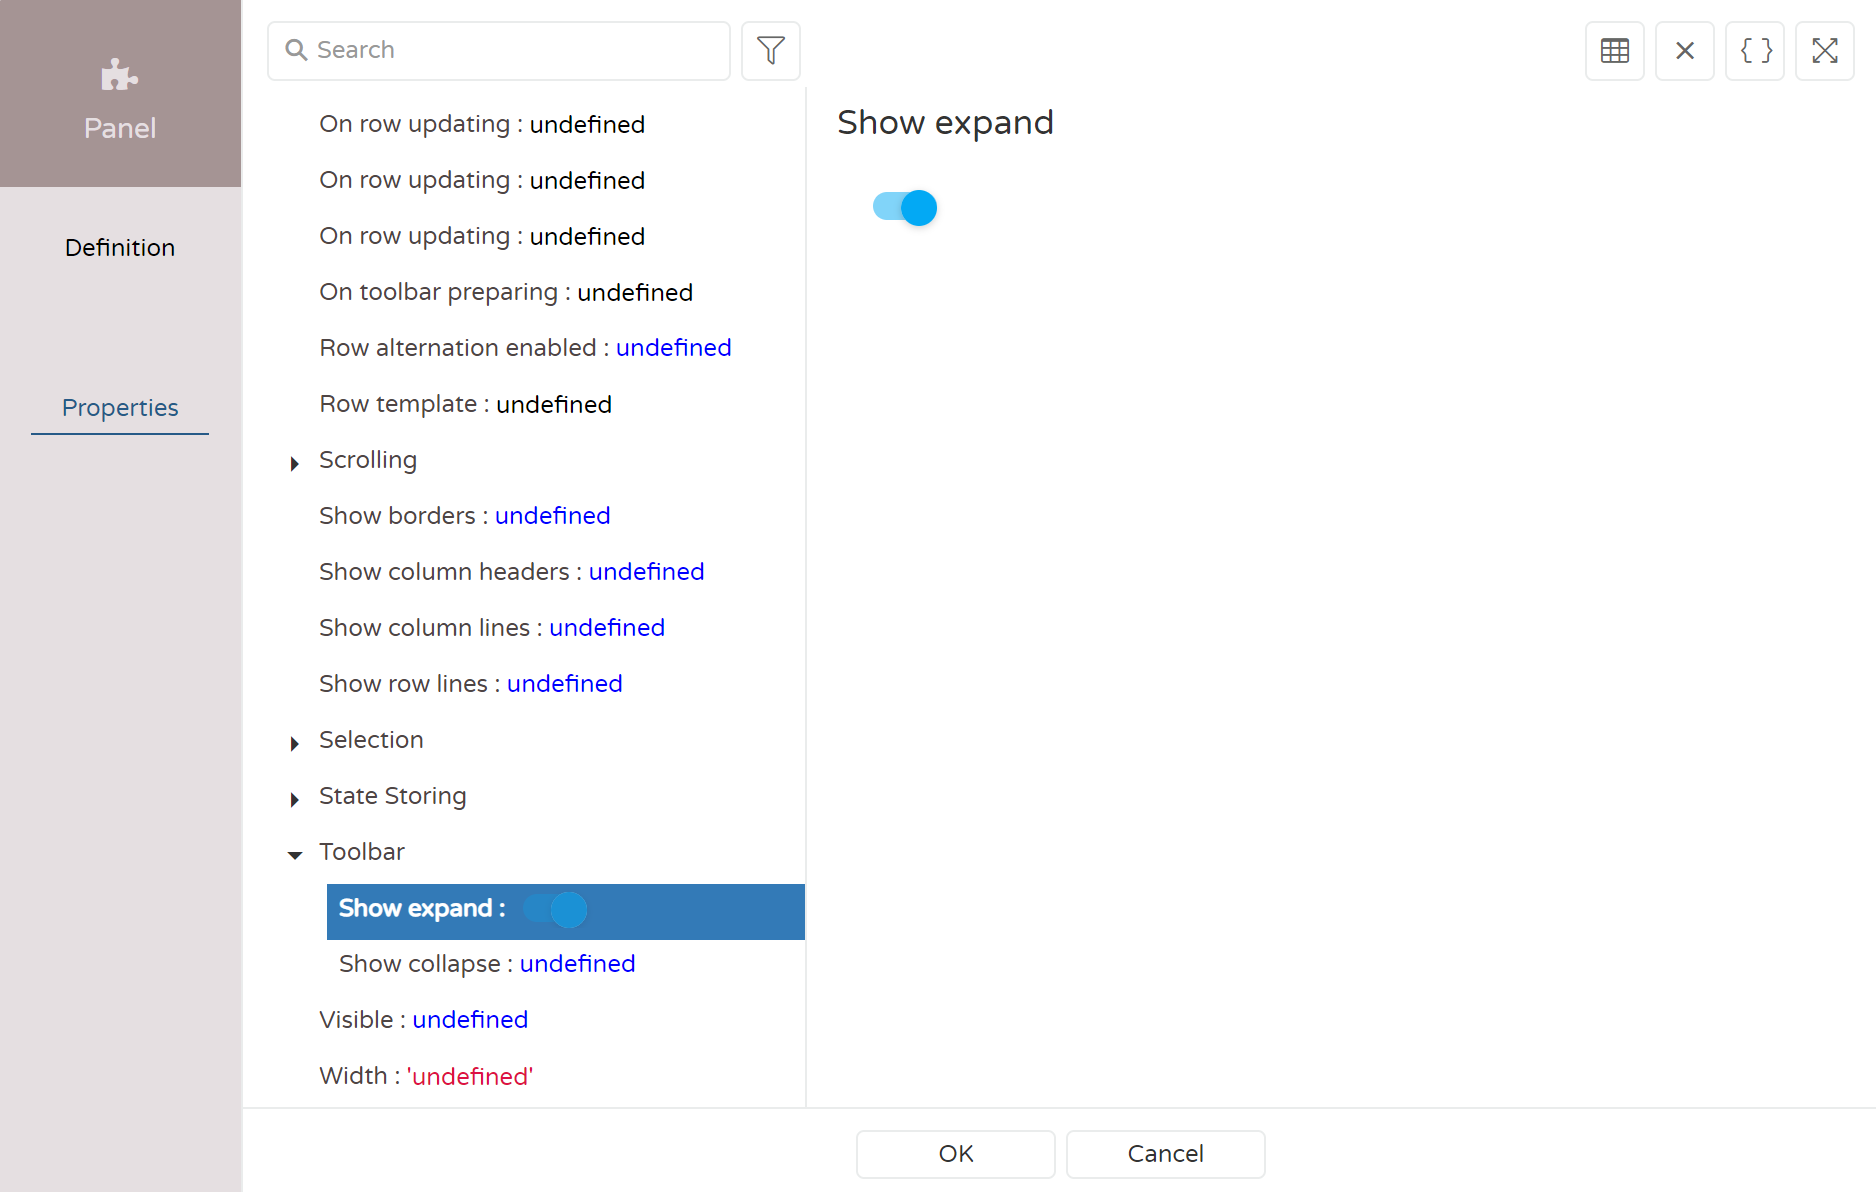 Panel
Definition
Properties
Search
On row updating : undefined
On row updating : undefined
On row updating : undefined
On toolbar preparing : undefined
Row alternation enabled : undefined
Row template : undefined
Scrolling
Show borders : undefined
Show column headers : undefined
Show column lines : undefined
Show row lines : undefined
Selection
State Storing
Toolbar
Show expand :
Show collapse : undefined
Visible : undefined
Width : 'undefined'
Show expand
OK
Cancel